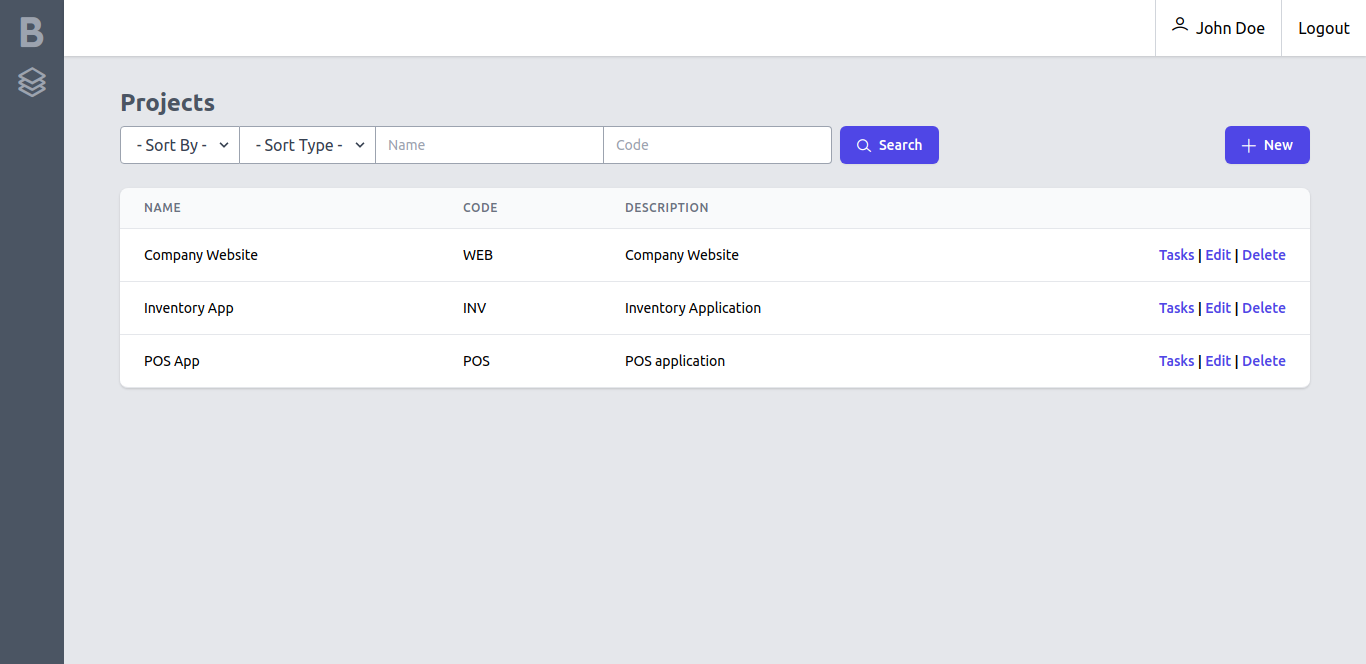 B
John Doe Logout
Projects
- Sort By - - Sort Type - Name Code Search New
NAME CODE DESCRIPTION
Company Website WEB Company Website Tasks | Edit | Delete
Inventory App INV Inventory Application Tasks | Edit | Delete
POS App POS POS application Tasks | Edit | Delete